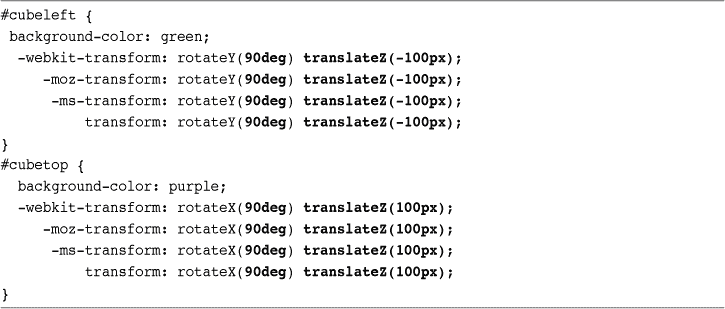 #cubeleft {
background-color: green;
-webkit-transform: rotateY(90deg) translateZ(-100px);
-moz-transform: rotateY(90deg) translateZ(-100px);
-ms-transform: rotateY(90deg) translateZ(-100px);
transform: rotateY(90deg) translateZ(-100px);
}
#cubetop {
background-color: purple;
-webkit-transform: rotateX(90deg) translateZ(100px);
-moz-transform: rotateX(90deg) translateZ(100px);
-ms-transform: rotateX(90deg) translateZ(100px);
transform: rotateX(90deg) translateZ(100px);
}